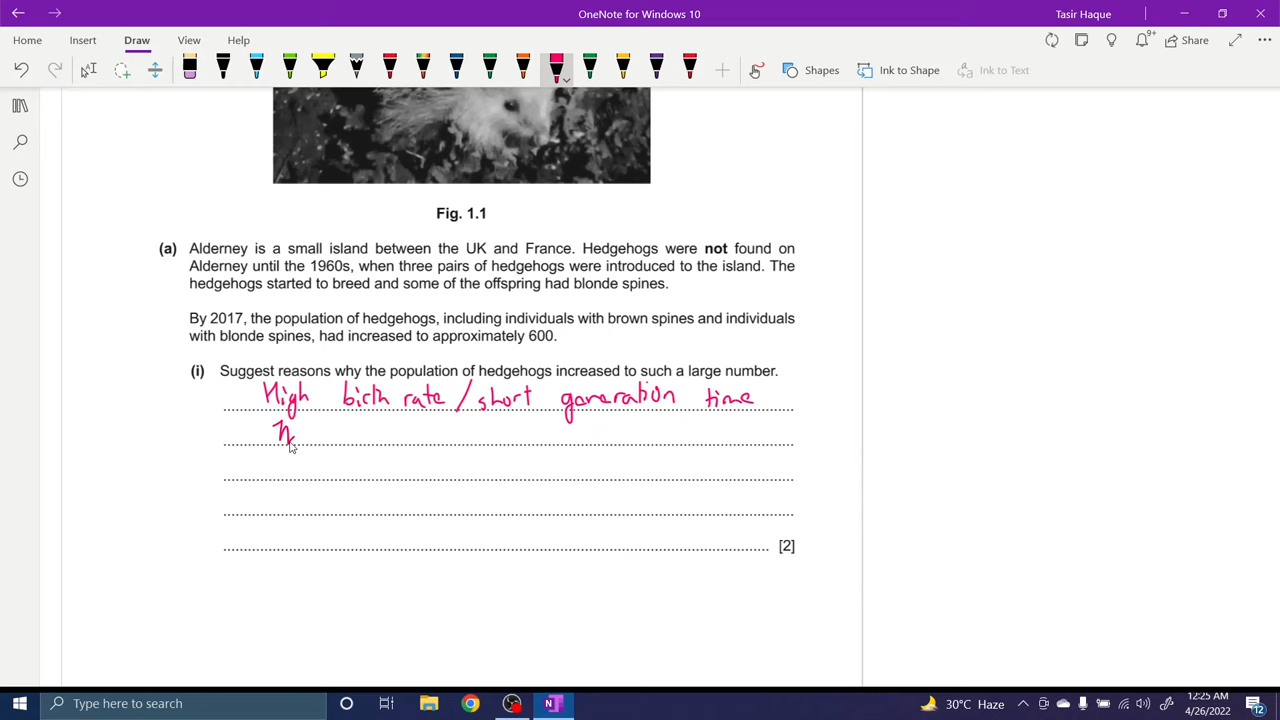 OneNote for Windows 10
Tasir Haque
Home Insert Draw View Help
9+
Share
Shapes
Ink to Shape
Ink to Text
Fig. 1.1
(a) Alderney is a small island between the UK and France. Hedgehogs were not found on
Alderney until the 1960s, when three pairs of hedgehogs were introduced to the island. The
hedgehogs started to breed and some of the offspring had blonde spines.
By 2017, the population of hedgehogs, including individuals with brown spines and individuals
with blonde spines, had increased to approximately 600.
(i) Suggest reasons why the population of hedgehogs increased to such a large number.
High birth rate / short generation time
[2]
Type here to search
30°C Haze
12:25 AM
4/26/2022
12